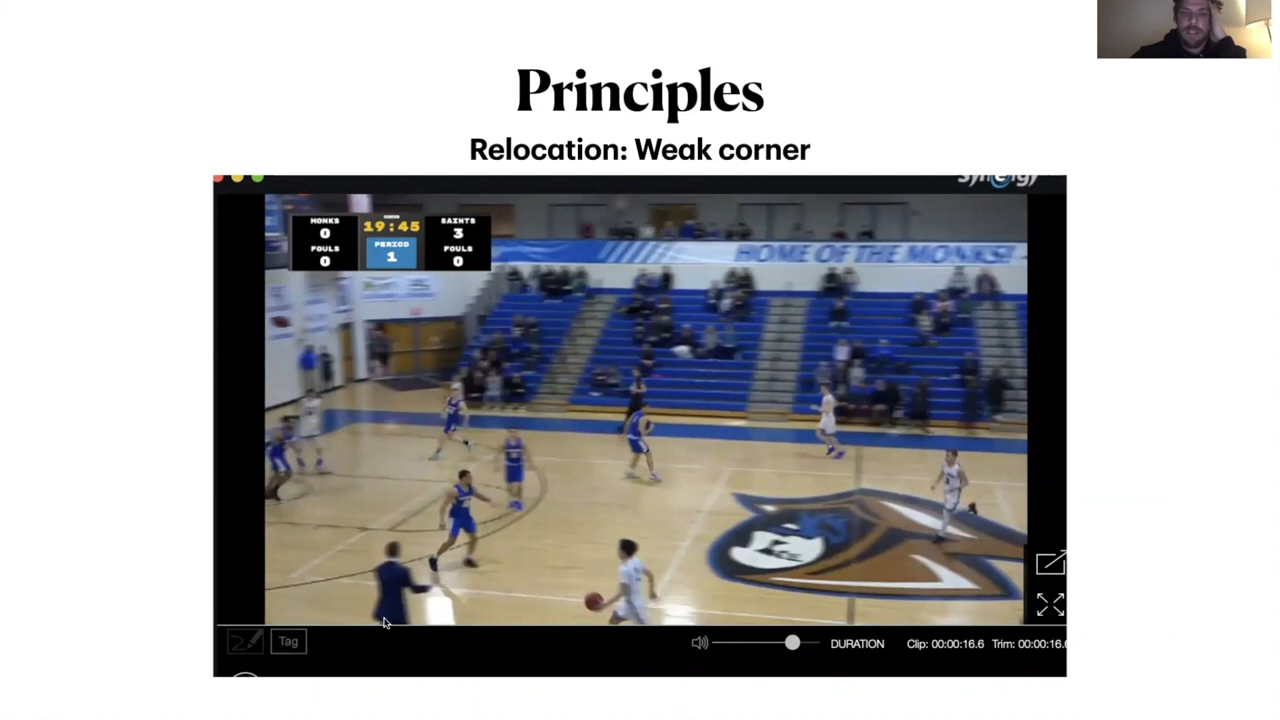 Principles
Relocation: Weak corner
Synergy
MONKS 19:45 SAINTS
0 PERIOD 3
FOULS 1 FOULS
0 0
HOME OF THE MONKS!
Tag
DURATION Clip: 00:00:16.6 Trim: 00:00:16.6